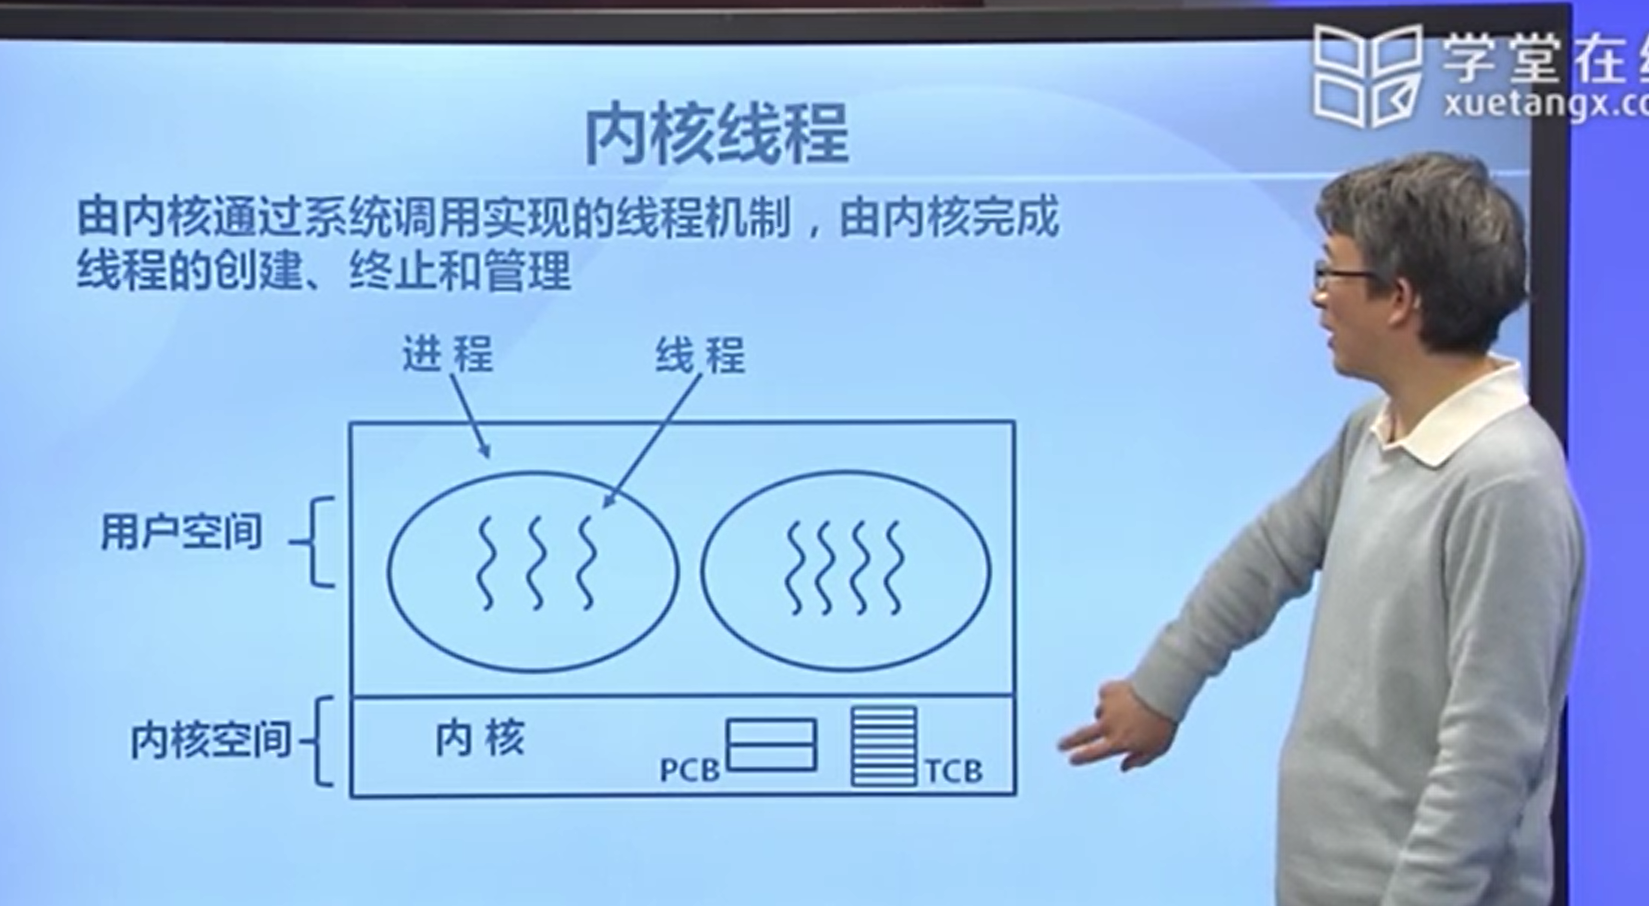 学堂在
xuetangx.co
内核线程
由内核通过系统调用实现的线程机制，由内核完成
线程的创建、终止和管理
进程
线程
用户空间
内核空间
内核
PCB
TCB